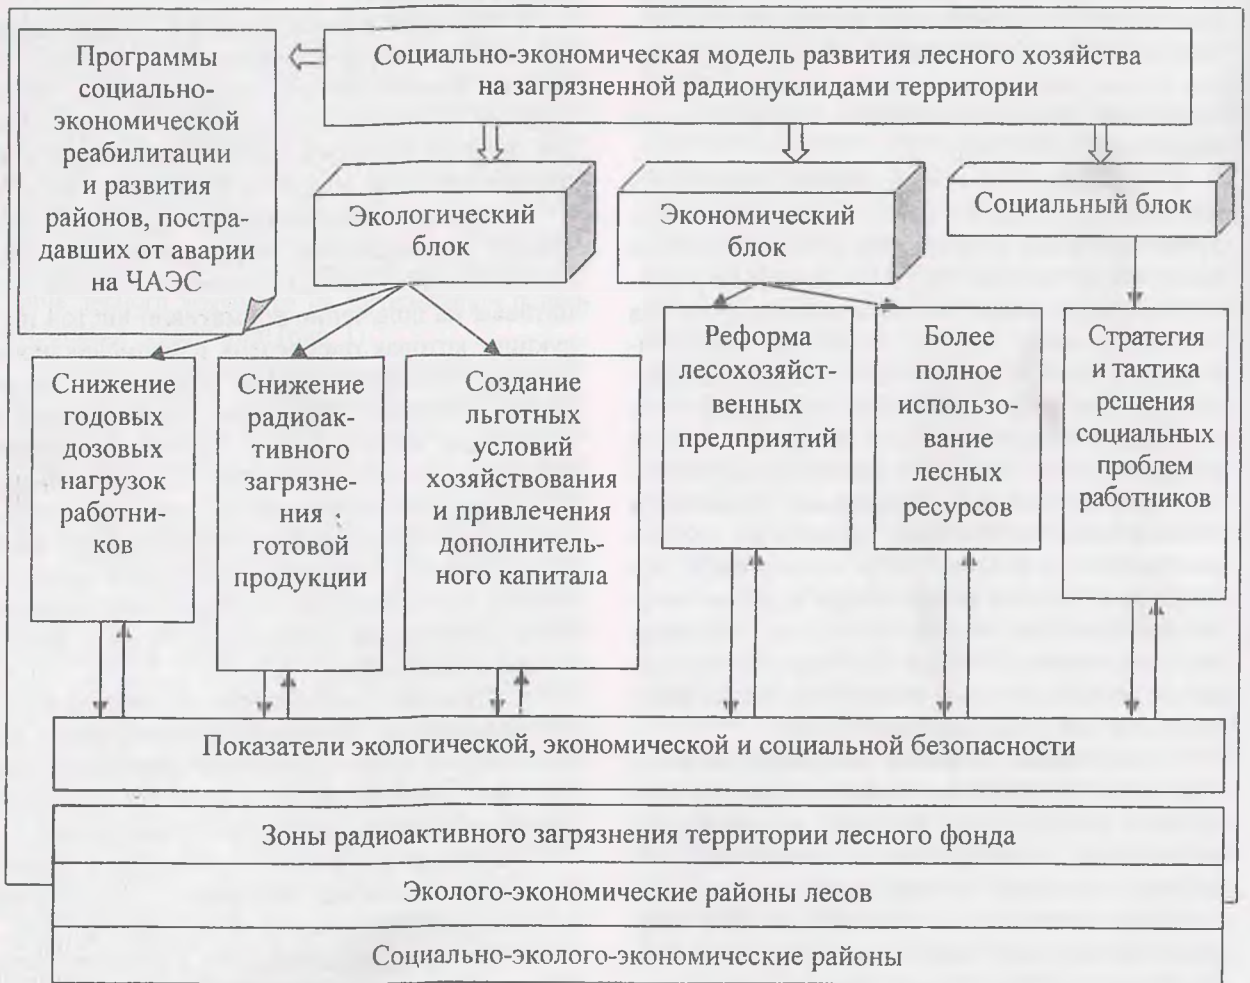 Программы
социально-
экономической
реабилитации
и развития
районов, постра-
давших от аварии
на ЧАЭС
Социально-экономическая модель развития лесного хозяйства
на загрязненной радионуклидами территории
Экологический
блок
Экономический
блок
Социальный блок
Снижение
годовых
дозовых
нагрузок
работни-
ков
Снижение
радиоак-
тивного
загрязне-
ния
готовой
продукции
Создание
льготных
условий
хозяйствования
и привлечения
дополнитель-
ного капитала
Реформа
лесохозяйст-
венных
предприятий
Более
полное
использо-
вание
лесных
ресурсов
Стратегия
и тактика
решения
социальных
проблем
работников
Показатели экологической, экономической и социальной безопасности
Зоны радиоактивного загрязнения территории лесного фонда
Эколого-экономические районы лесов
Социально-эколого-экономические районы